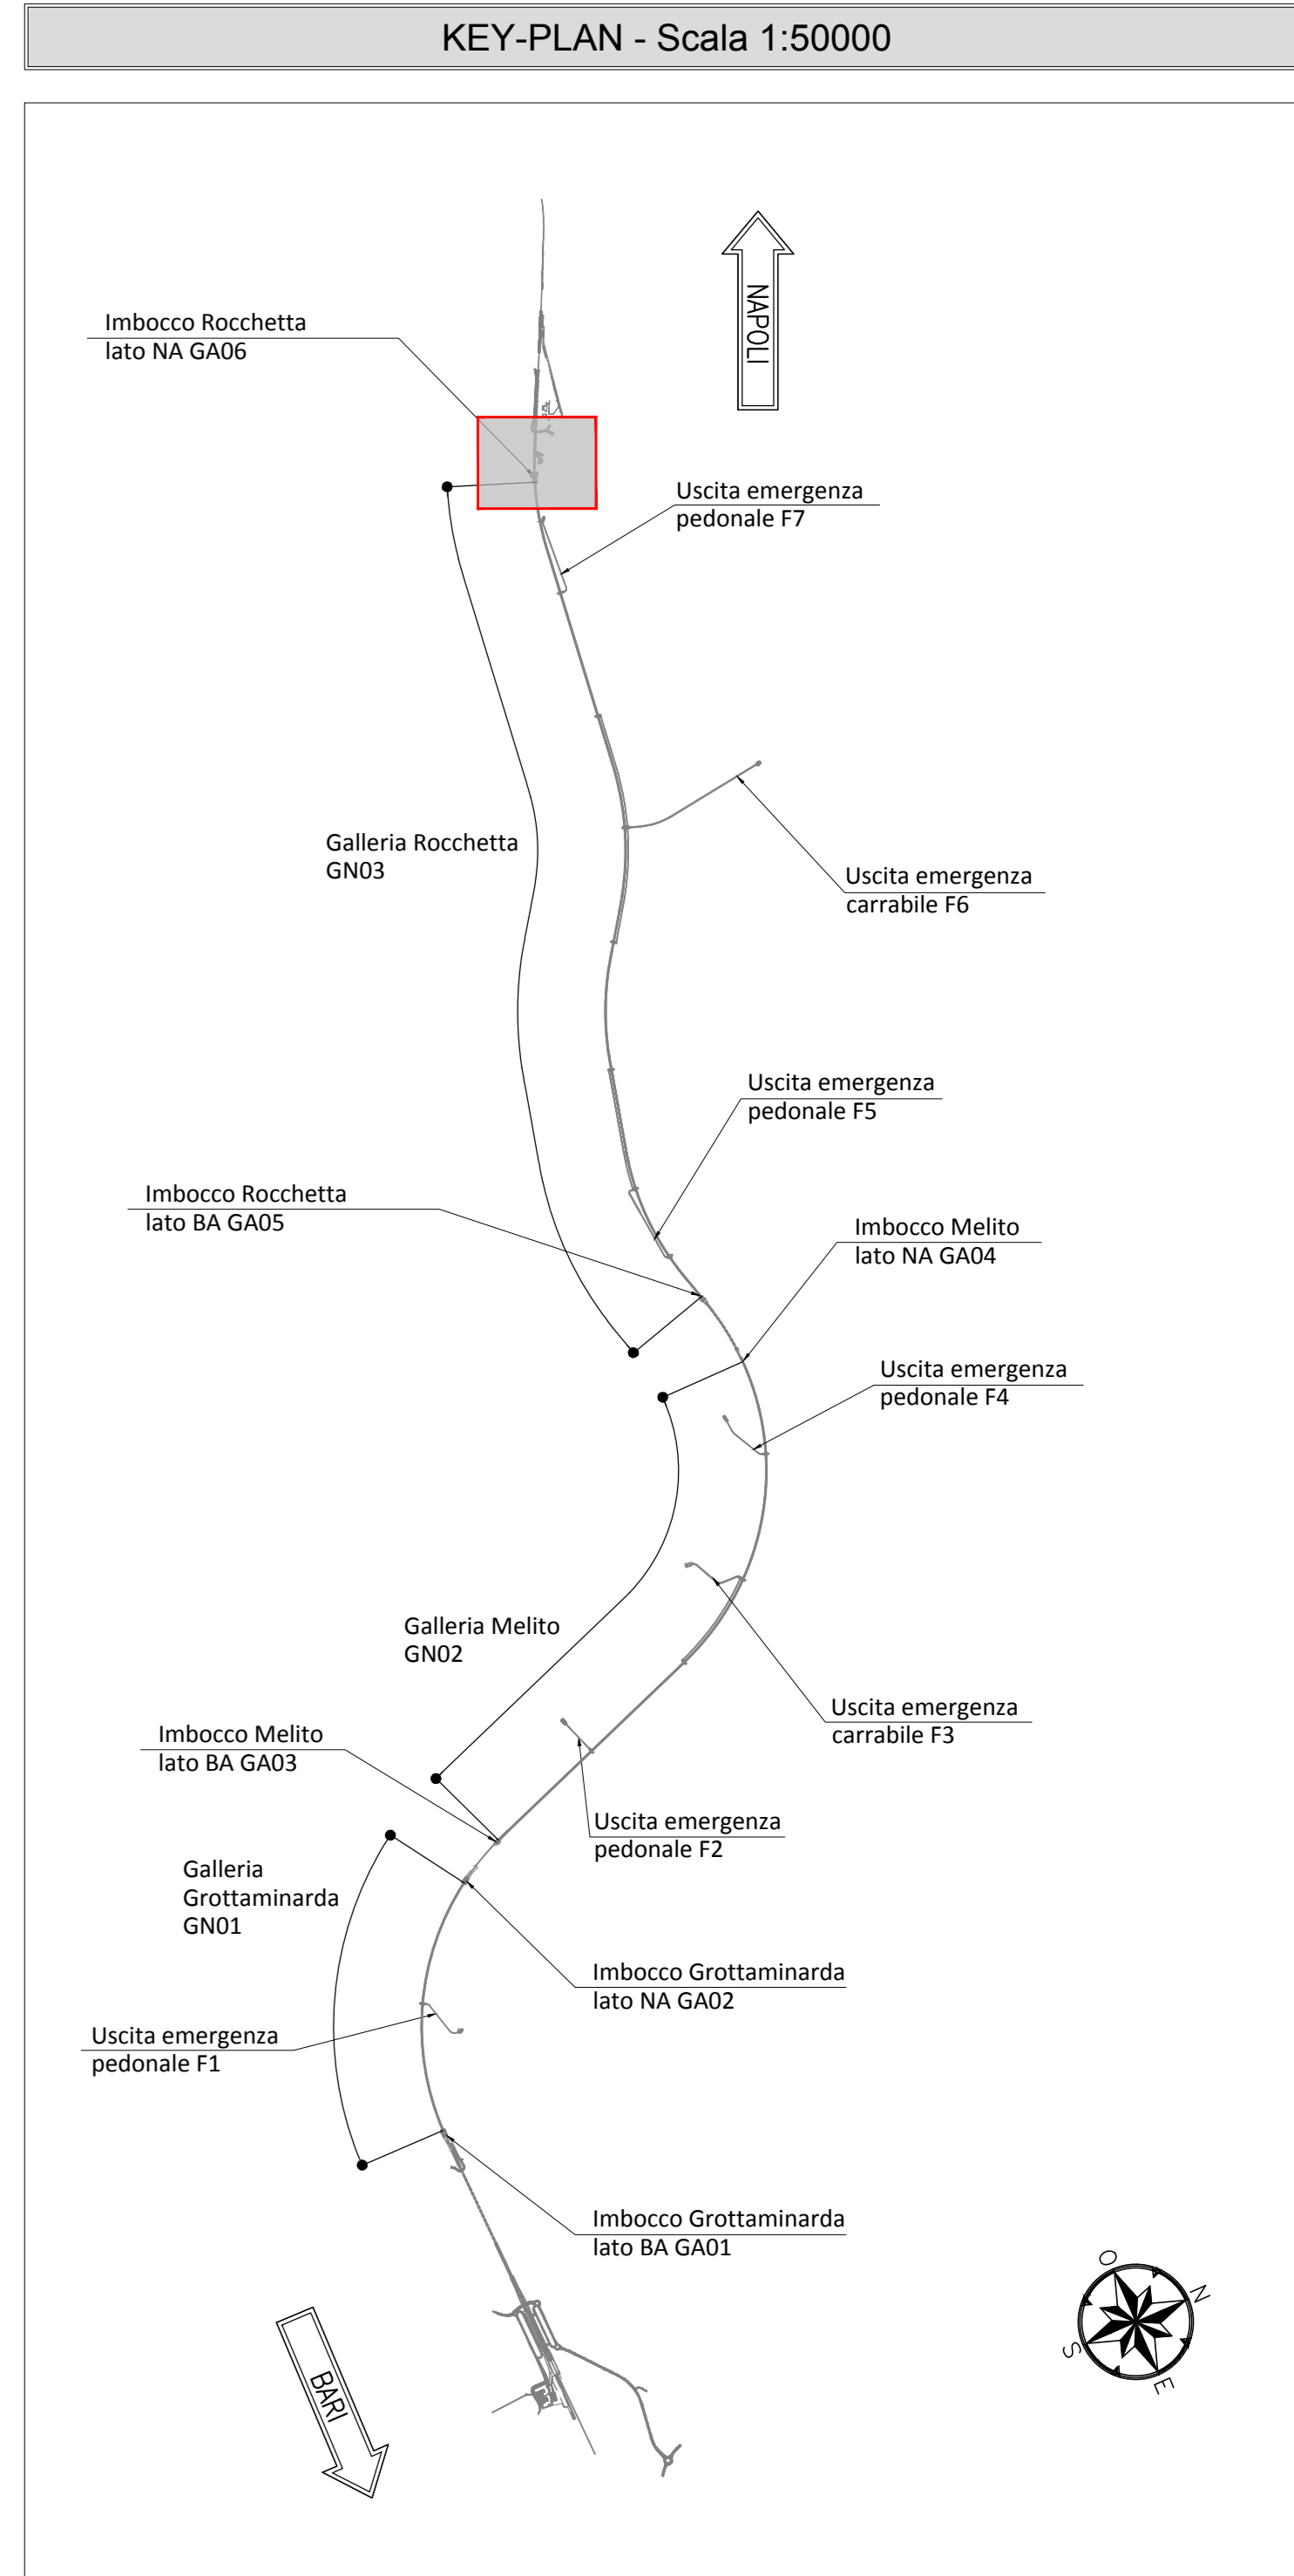 KEY-PLAN - Scala 1:50000
NAPOLI
Imbocco Rocchetta
lato NA GA06
Uscita emergenza
pedonale F7
Galleria Rocchetta
GN03
Uscita emergenza
carrabile F6
Uscita emergenza
pedonale F5
Imbocco Rocchetta
lato BA GA05
Imbocco Melito
lato NA GA04
Uscita emergenza
pedonale F4
Galleria Melito
GN02
Uscita emergenza
carrabile F3
Imbocco Melito
lato BA GA03
Uscita emergenza
pedonale F2
Galleria
Grottaminarda
GN01
Imbocco Grottaminarda
lato NA GA02
Uscita emergenza
pedonale F1
Imbocco Grottaminarda
lato BA GA01
O
N
S
E
BARI